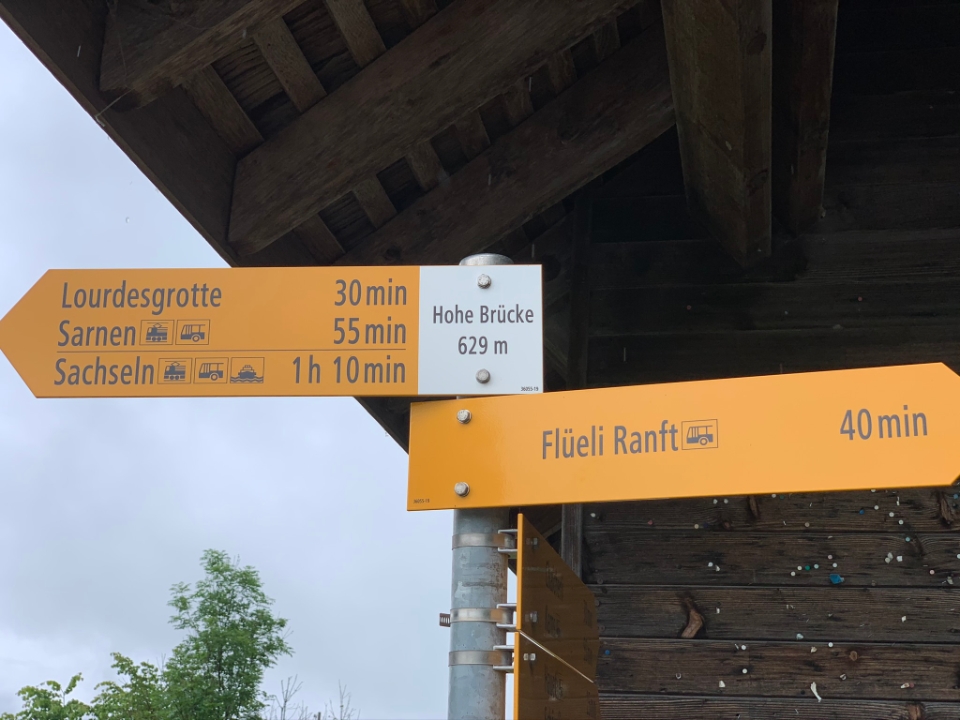 Lourdesgrotte 30 min
Sarnen 55 min
Sachseln 1 h 10 min
Hohe Brücke
629 m
Flüeli Ranft 40 min